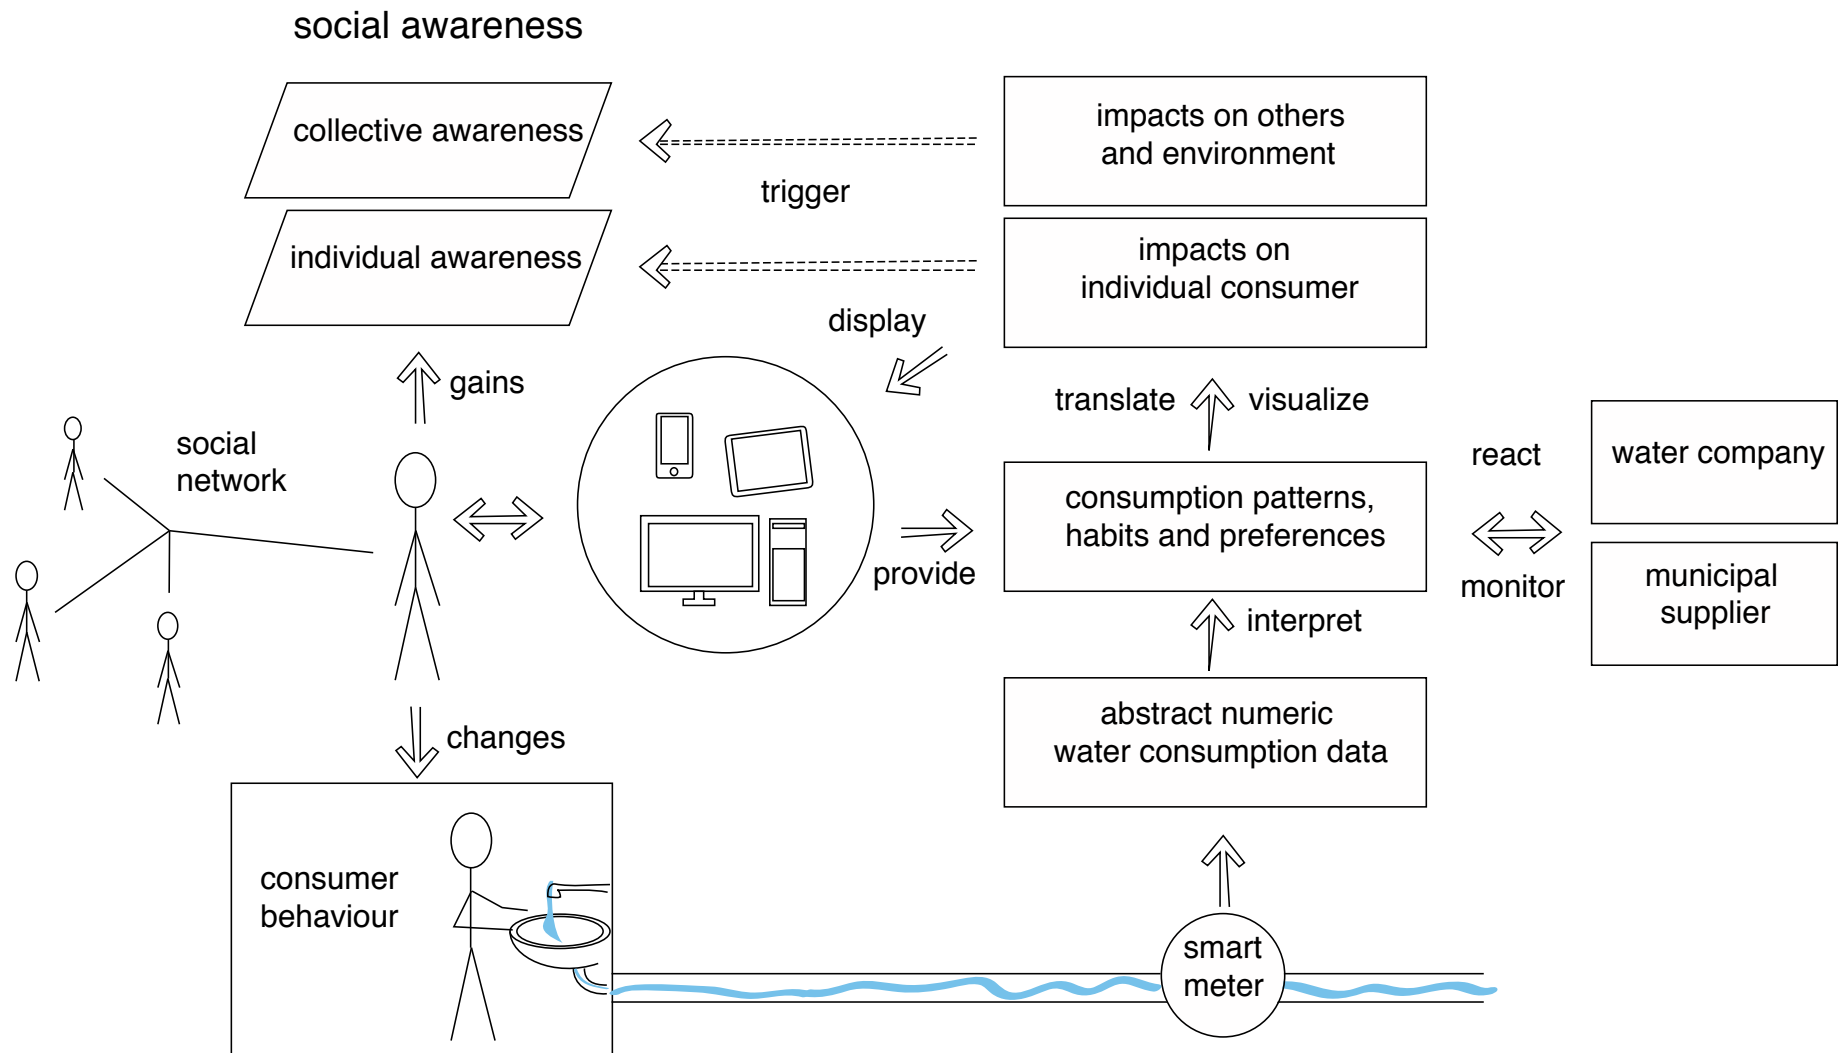 social awareness
collective awareness
impacts on others
and environment
trigger
individual awareness
impacts on
individual consumer
display
gains
translate
visualize
social
network
react
water company
consumption patterns,
habits and preferences
provide
monitor
municipal
supplier
interpret
abstract numeric
water consumption data
changes
consumer
behaviour
smart
meter